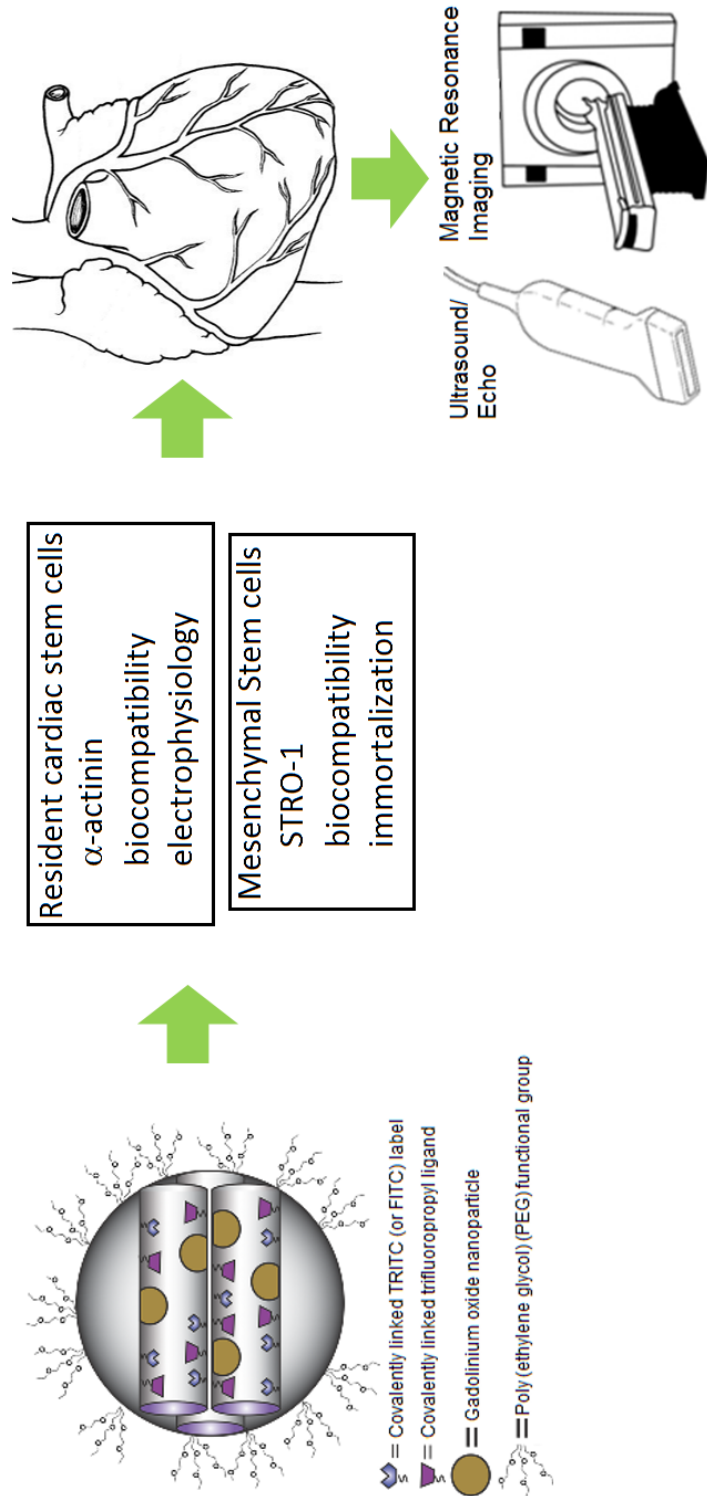 = Covalently linked TRITC (or FITC) label
= Covalently linked trifluoropropyl ligand
= Gadolinium oxide nanoparticle
= Poly (ethylene glycol) (PEG) functional group
Resident cardiac stem cells
α-actinin
biocompatibility
electrophysiology
Mesenchymal Stem cells
STRO-1
biocompatibility
immortalization
Ultrasound/
Echo
Magnetic Resonance
Imaging